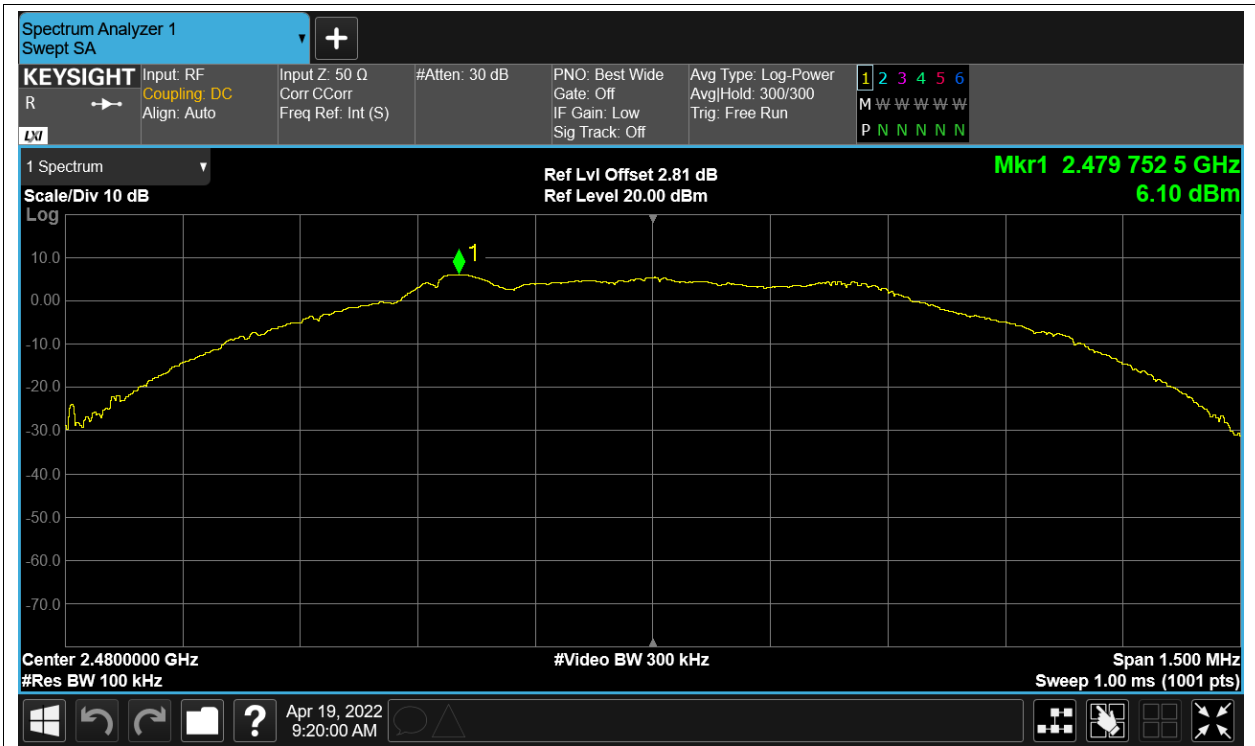 Spectrum Analyzer 1
Swept SA
KEYSIGHT
R
LXI
Input: RF
Coupling: DC
Align: Auto
Input Z: 50 Ω
Corr CCorr
Freq Ref: Int (S)
#Atten: 30 dB
PNO: Best Wide
Gate: Off
IF Gain: Low
Sig Track: Off
Avg Type: Log-Power
Avg|Hold: 300/300
Trig: Free Run
1 2 3 4 5 6
M W W W W W
P N N N N N
1 Spectrum
Scale/Div 10 dB
Log
Ref Lvl Offset 2.81 dB
Ref Level 20.00 dBm
Mkr1 2.479 752 5 GHz
6.10 dBm
1
10.0
0.00
-10.0
-20.0
-30.0
-40.0
-50.0
-60.0
-70.0
Center 2.4800000 GHz
#Res BW 100 kHz
#Video BW 300 kHz
Span 1.500 MHz
Sweep 1.00 ms (1001 pts)
?
Apr 19, 2022
9:20:00 AM